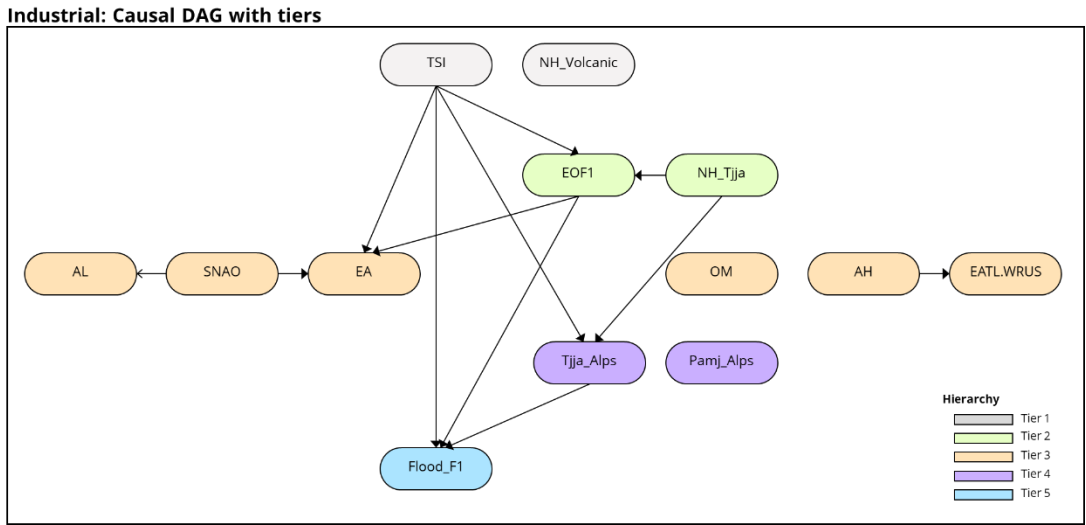 Industrial: Causal DAG with tiers
TSI
NH_Volcanic
EOF1
NH_Tjja
AL
SNAO
EA
OM
AH
EATL.WRUS
Tjja_Alps
Pamj_Alps
Flood_F1
Hierarchy
Tier 1
Tier 2
Tier 3
Tier 4
Tier 5